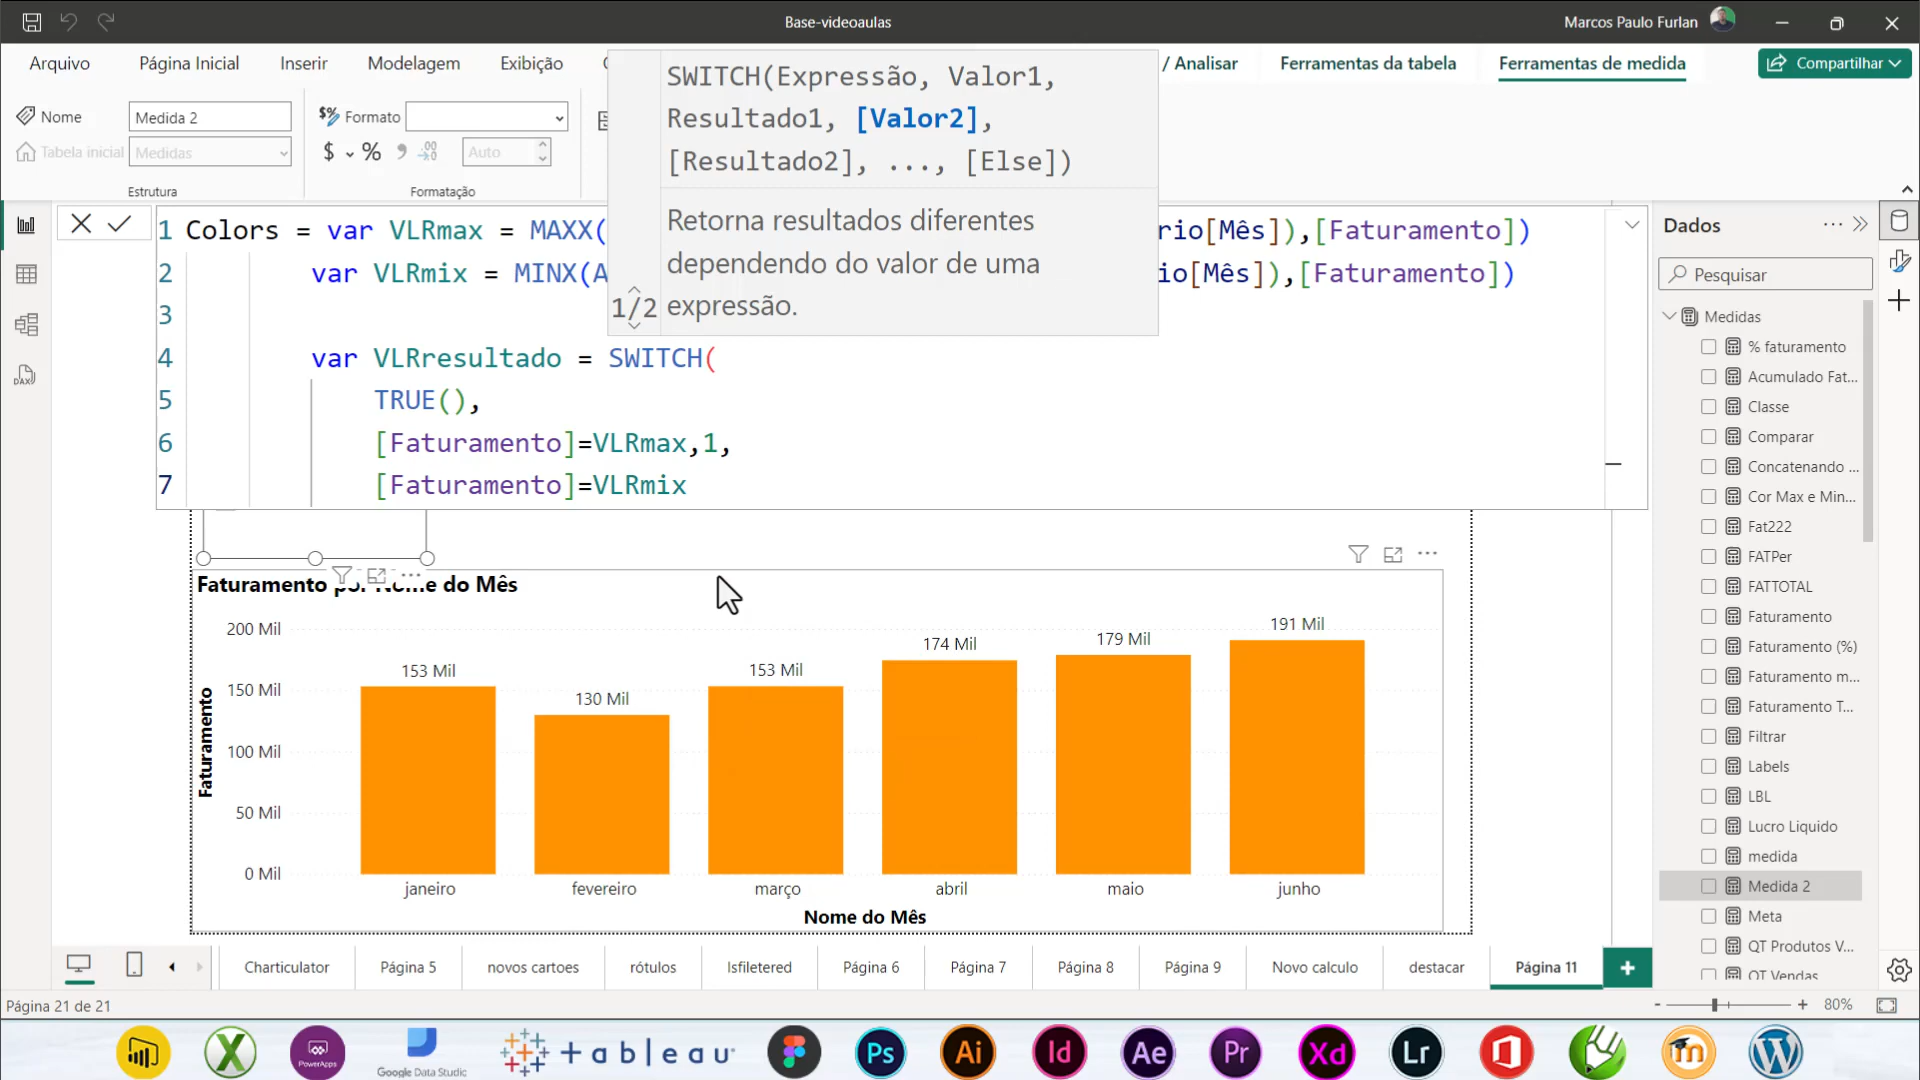 Base-videoaulas
Marcos Paulo Furlan
Arquivo
Página Inicial
Inserir
Modelagem
Exibição
/ Analisar
Ferramentas da tabela
Ferramentas de medida
Compartilhar
Nome
Medida 2
Formato
Tabela inicial
Medidas
$
%
Auto
Estrutura
Formatação
SWITCH(Expressão, Valor1,
Resultado1, [Valor2],
[Resultado2], ..., [Else])
Retorna resultados diferentes
dependendo do valor de uma
1/2 expressão.
1 Colors = var VLRmax = MAXX( rio[Mês]),[Faturamento])
2 var VLRmix = MINX(A io[Mês]),[Faturamento])
3
4 var VLRresultado = SWITCH(
5 TRUE(),
6 [Faturamento]=VLRmax,1,
7 [Faturamento]=VLRmix
Faturamento por Nome do Mês
200 Mil
150 Mil
100 Mil
50 Mil
0 Mil
Faturamento
153 Mil
130 Mil
153 Mil
174 Mil
179 Mil
191 Mil
janeiro
fevereiro
março
abril
maio
junho
Nome do Mês
Dados
Pesquisar
Medidas
% faturamento
Acumulado Fat...
Classe
Comparar
Concatenando ...
Cor Max e Min...
Fat222
FATPer
FATTOTAL
Faturamento
Faturamento (%)
Faturamento m...
Faturamento T...
Filtrar
Labels
LBL
Lucro Liquido
medida
Medida 2
Meta
QT Produtos V...
QT Vendas
DAX
Charticulator
Página 5
novos cartoes
rótulos
Isfiletered
Página 6
Página 7
Página 8
Página 9
Novo calculo
destacar
Página 11
+
Página 21 de 21
- + 80%
PowerApps
Google Data Studio
+ableau
Ps
Ai
Id
Ae
Pr
Xd
Lr